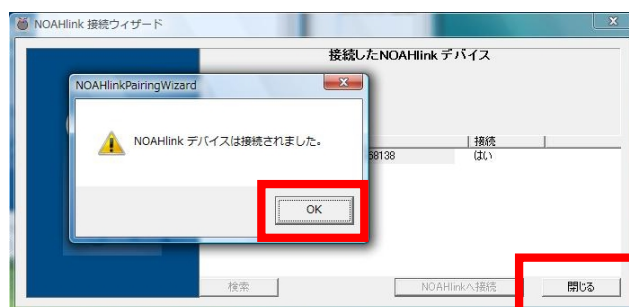 NOAHlink 接続ウィザード
接続したNOAHlink デバイス
NOAHlinkPairingWizard
NOAHlink デバイスは接続されました。
接続
68138 はい
OK
検索 NOAHlinkへ接続 閉じる